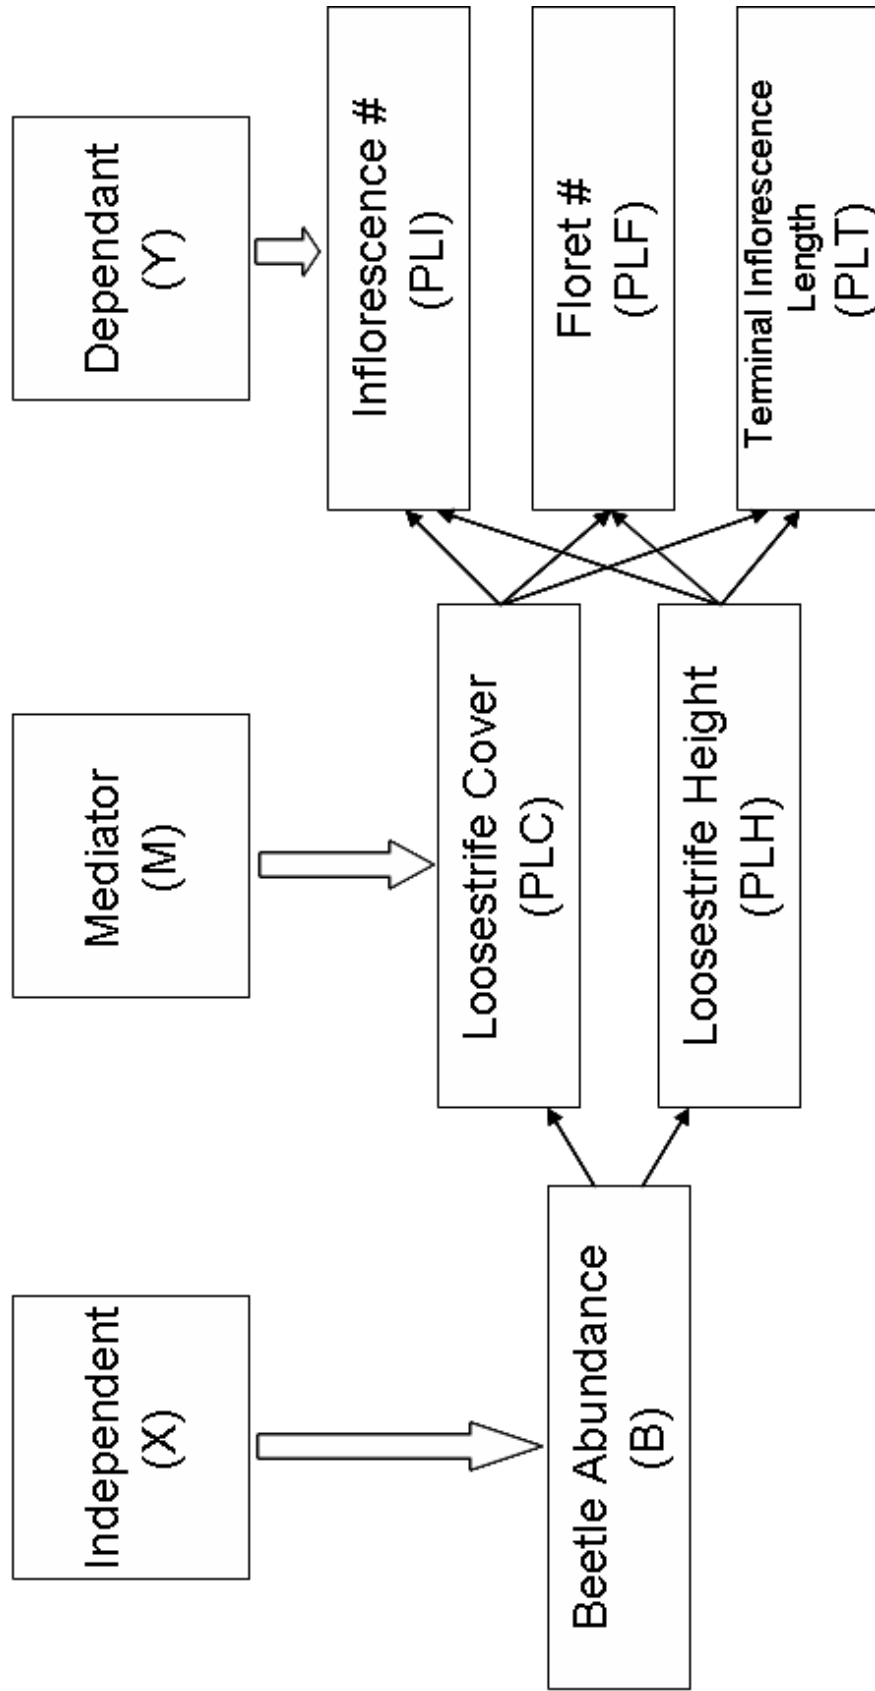 Independent
(X)
Mediator
(M)
Dependant
(Y)
Beetle Abundance
(B)
Loosestrife Cover
(PLC)
Loosestrife Height
(PLH)
Inflorescence #
(PLI)
Floret #
(PLF)
Terminal Inflorescence
Length
(PLT)